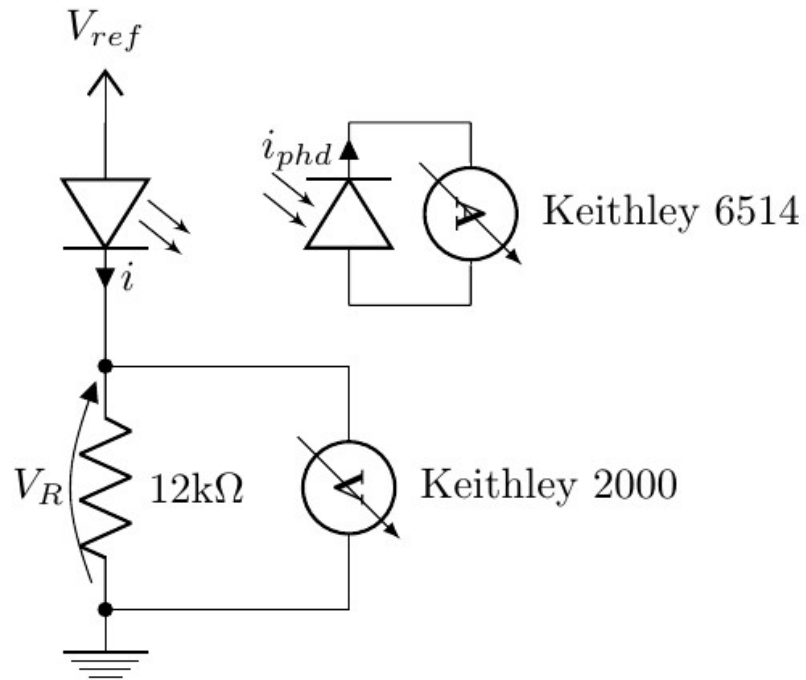 V_ref
i_phd
A
Keithley 6514
i
V_R
12kΩ
V
Keithley 2000